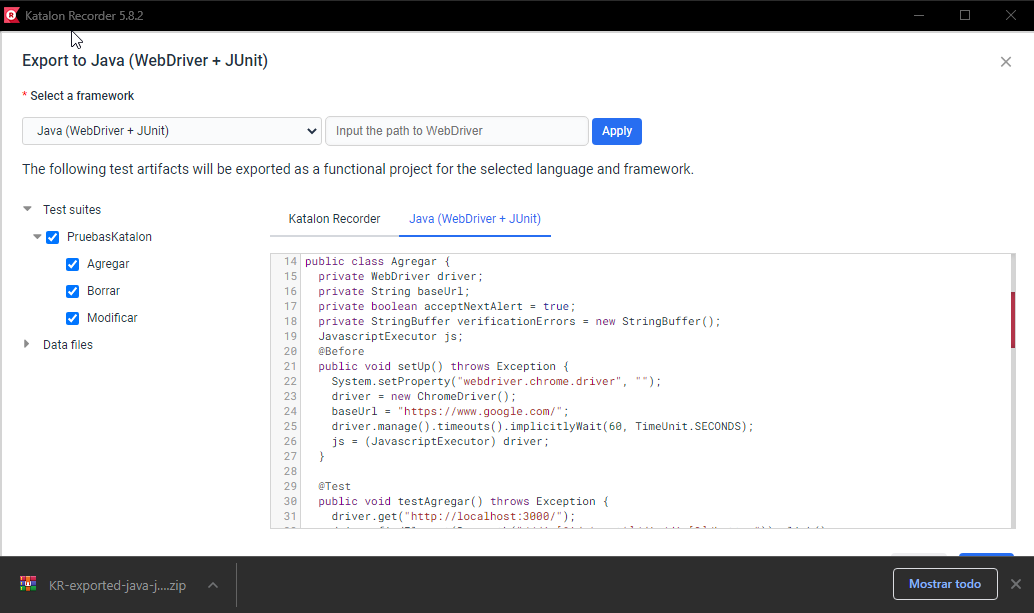 Katalon Recorder 5.8.2
Export to Java (WebDriver + JUnit)
* Select a framework
Java (WebDriver + JUnit)
Input the path to WebDriver
Apply
The following test artifacts will be exported as a functional project for the selected language and framework.
Test suites
PruebasKatalon
Agregar
Borrar
Modificar
Data files
Katalon Recorder
Java (WebDriver + JUnit)
14 public class Agregar {
15 private WebDriver driver;
16 private String baseUrl;
17 private boolean acceptNextAlert = true;
18 private StringBuffer verificationErrors = new StringBuffer();
19 JavascriptExecutor js;
20 @Before
21 public void setUp() throws Exception {
22 System.setProperty("webdriver.chrome.driver", "");
23 driver = new ChromeDriver();
24 baseUrl = "https://www.google.com/";
25 driver.manage().timeouts().implicitlyWait(60, TimeUnit.SECONDS);
26 js = (JavascriptExecutor) driver;
27 }
28
29 @Test
30 public void testAgregar() throws Exception {
31 driver.get("http://localhost:3000/");
KR-exported-java-j....zip
Mostrar todo